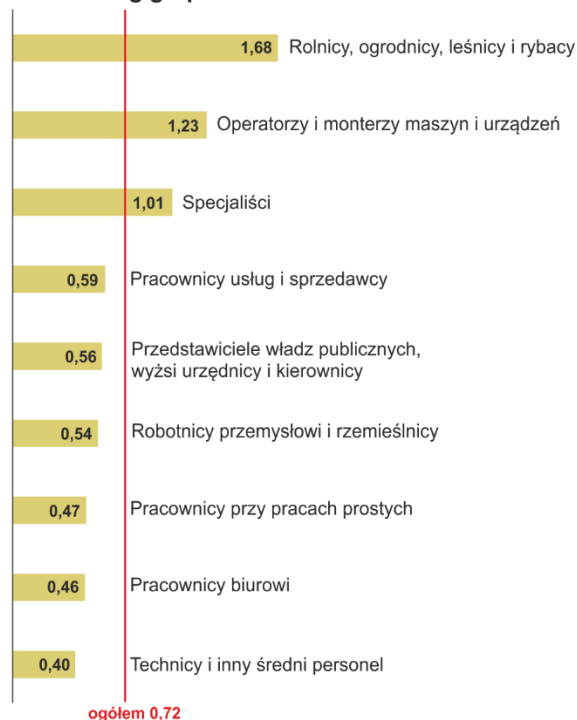 1,68 Rolnicy, ogrodnicy, leśnicy i rybacy
1,23 Operatorzy i monterzy maszyn i urządzeń
1,01 Specjaliści
0,59 Pracownicy usług i sprzedawcy
0,56 Przedstawiciele władz publicznych,
wyżsi urzędnicy i kierownicy
0,54 Robotnicy przemysłowi i rzemieślnicy
0,47 Pracownicy przy pracach prostych
0,46 Pracownicy biurowi
0,40 Technicy i inny średni personel
ogółem 0,72